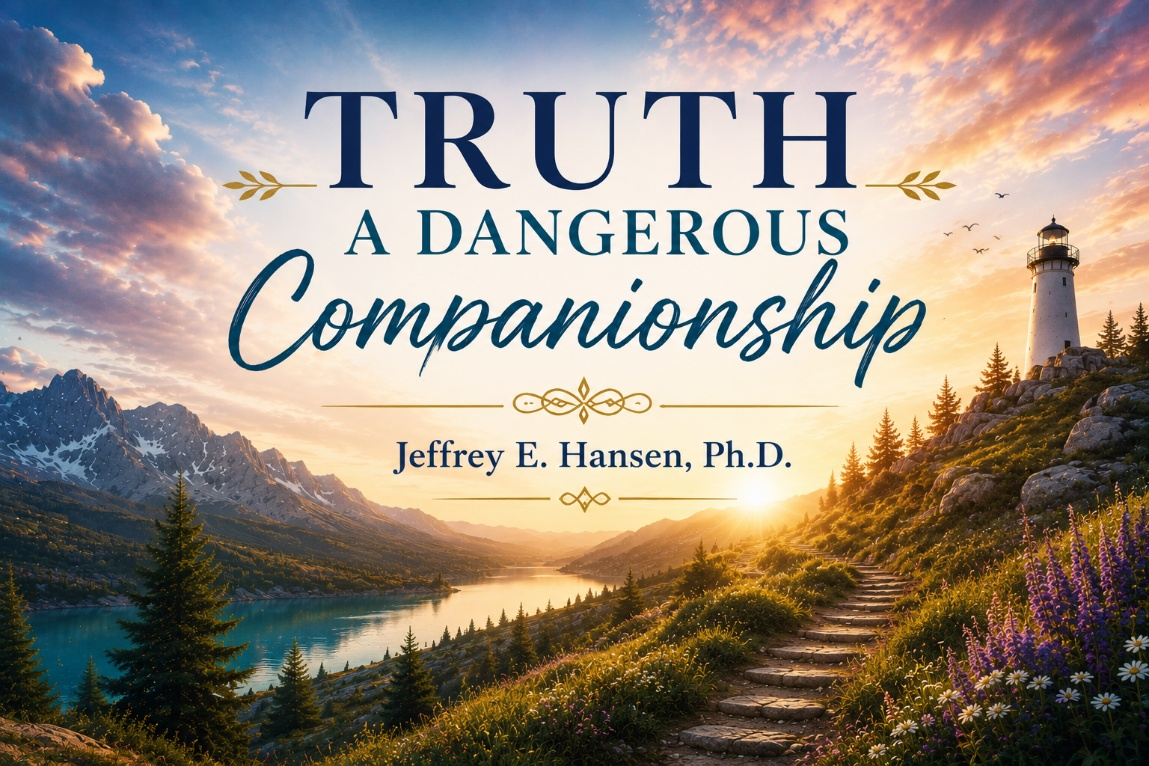 TRUTH
A DANGEROUS
Companionship
Jeffrey E. Hansen, Ph.D.